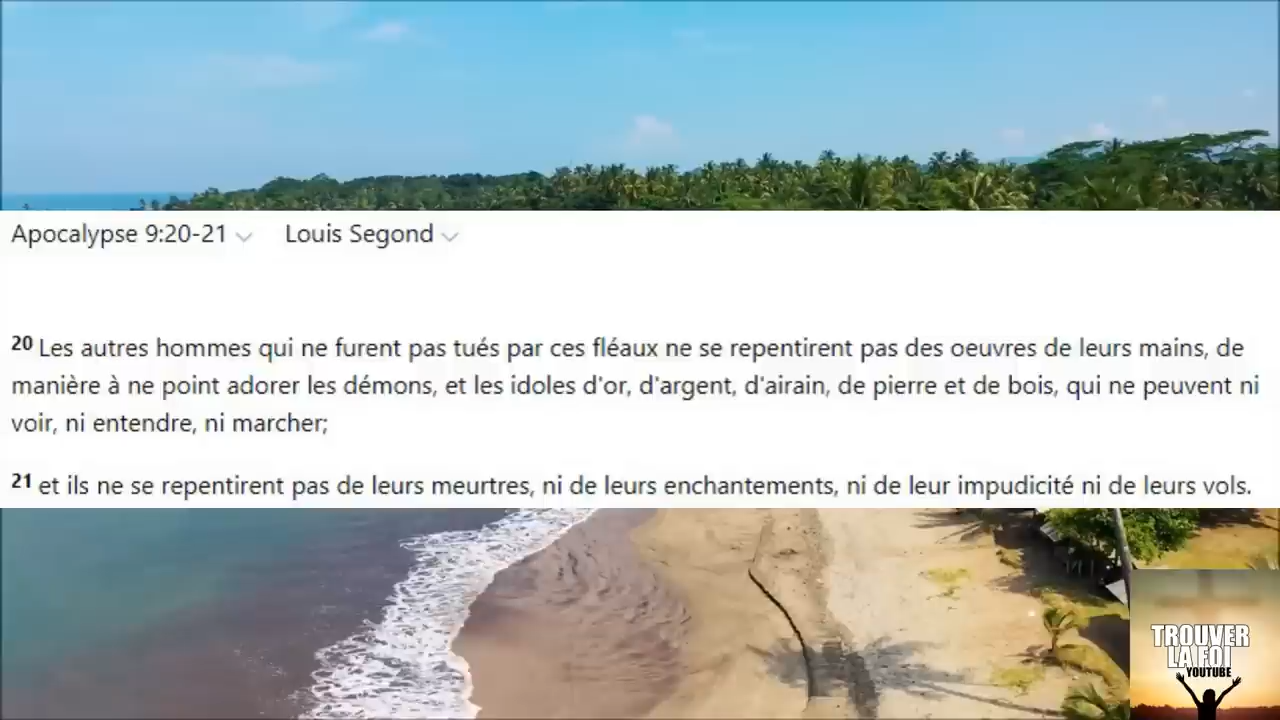 Apocalypse 9:20-21 Louis Segond
20 Les autres hommes qui ne furent pas tués par ces fléaux ne se repentirent pas des oeuvres de leurs mains, de
manière à ne point adorer les démons, et les idoles d'or, d'argent, d'airain, de pierre et de bois, qui ne peuvent ni
voir, ni entendre, ni marcher;
21 et ils ne se repentirent pas de leurs meurtres, ni de leurs enchantements, ni de leur impudicité ni de leurs vols.
TROUVER
LA FOI
YOUTUBE